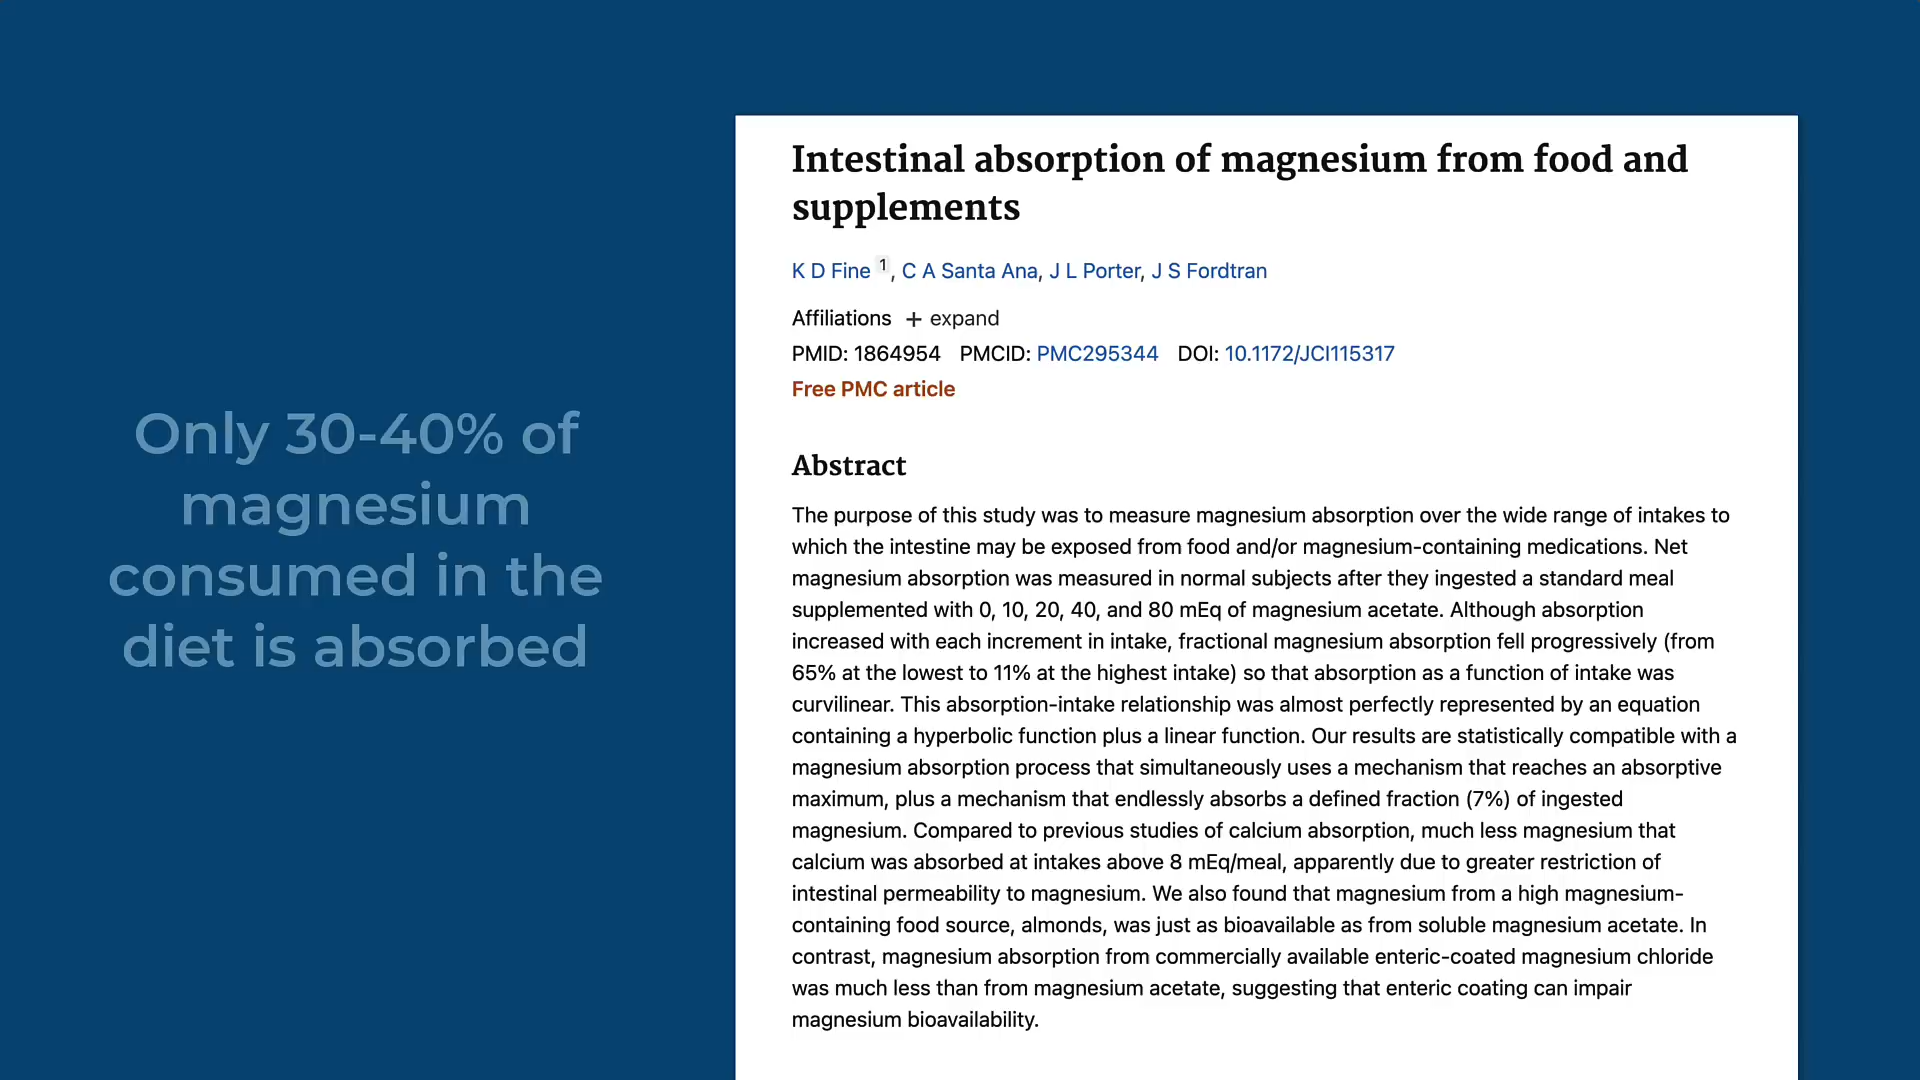 Only 30-40% of
magnesium
consumed in the
diet is absorbed
Intestinal absorption of magnesium from food and
supplements
K D Fine 1, C A Santa Ana, J L Porter, J S Fordtran
Affiliations + expand
PMID: 1864954 PMCID: PMC295344 DOI: 10.1172/JCI115317
Free PMC article
Abstract
The purpose of this study was to measure magnesium absorption over the wide range of intakes to
which the intestine may be exposed from food and/or magnesium-containing medications. Net
magnesium absorption was measured in normal subjects after they ingested a standard meal
supplemented with 0, 10, 20, 40, and 80 mEq of magnesium acetate. Although absorption
increased with each increment in intake, fractional magnesium absorption fell progressively (from
65% at the lowest to 11% at the highest intake) so that absorption as a function of intake was
curvilinear. This absorption-intake relationship was almost perfectly represented by an equation
containing a hyperbolic function plus a linear function. Our results are statistically compatible with a
magnesium absorption process that simultaneously uses a mechanism that reaches an absorptive
maximum, plus a mechanism that endlessly absorbs a defined fraction (7%) of ingested
magnesium. Compared to previous studies of calcium absorption, much less magnesium that
calcium was absorbed at intakes above 8 mEq/meal, apparently due to greater restriction of
intestinal permeability to magnesium. We also found that magnesium from a high magnesium-
containing food source, almonds, was just as bioavailable as from soluble magnesium acetate. In
contrast, magnesium absorption from commercially available enteric-coated magnesium chloride
was much less than from magnesium acetate, suggesting that enteric coating can impair
magnesium bioavailability.